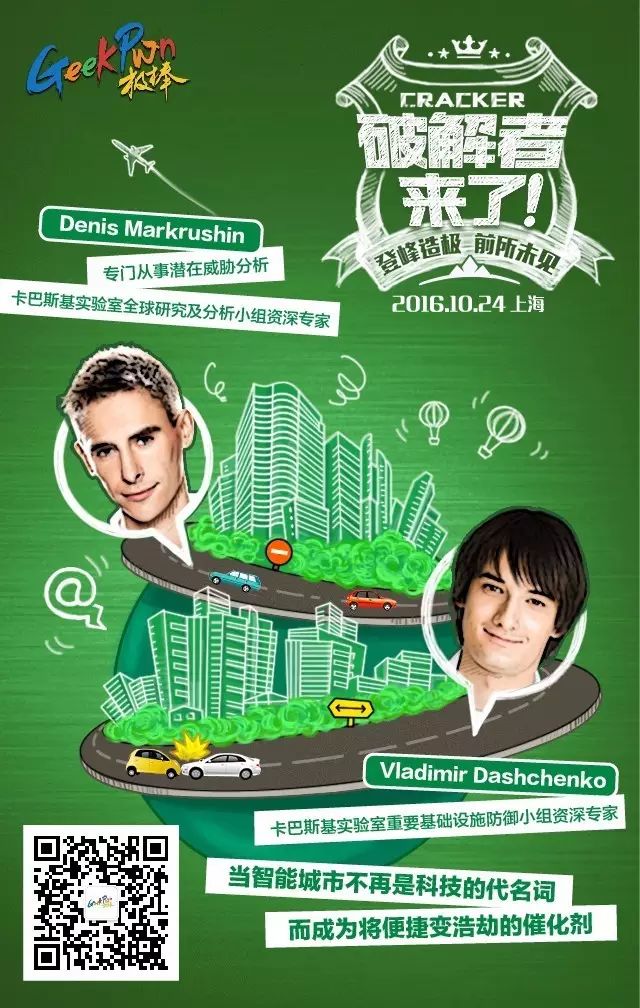 GeekPwn
极棒
CRACKER
破解者
来了!
登峰造极 前所未见
2016.10.24 上海
Denis Markrushin
专门从事潜在威胁分析
卡巴斯基实验室全球研究及分析小组资深专家
@
Vladimir Dashchenko
卡巴斯基实验室重要基础设施防御小组资深专家
当智能城市不再是科技的代名词
而成为将便捷变浩劫的催化剂
GeekPwn